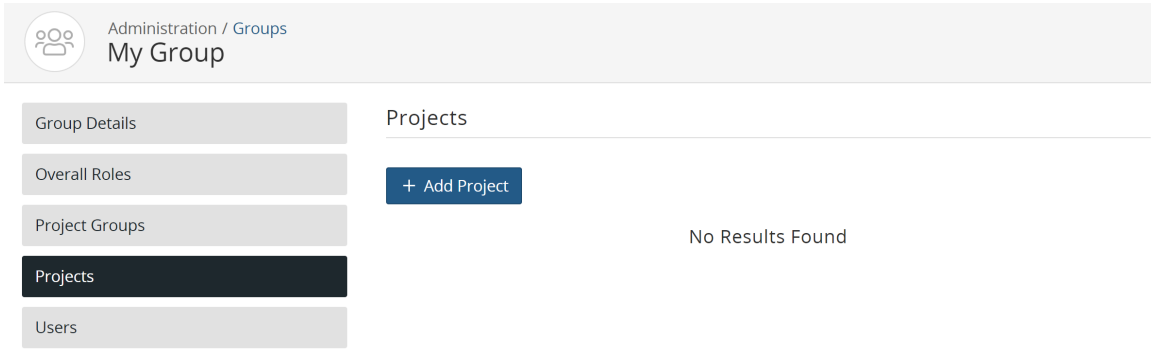 Administration / Groups
My Group
Group Details
Overall Roles
Project Groups
Projects
Users
Projects
+ Add Project
No Results Found